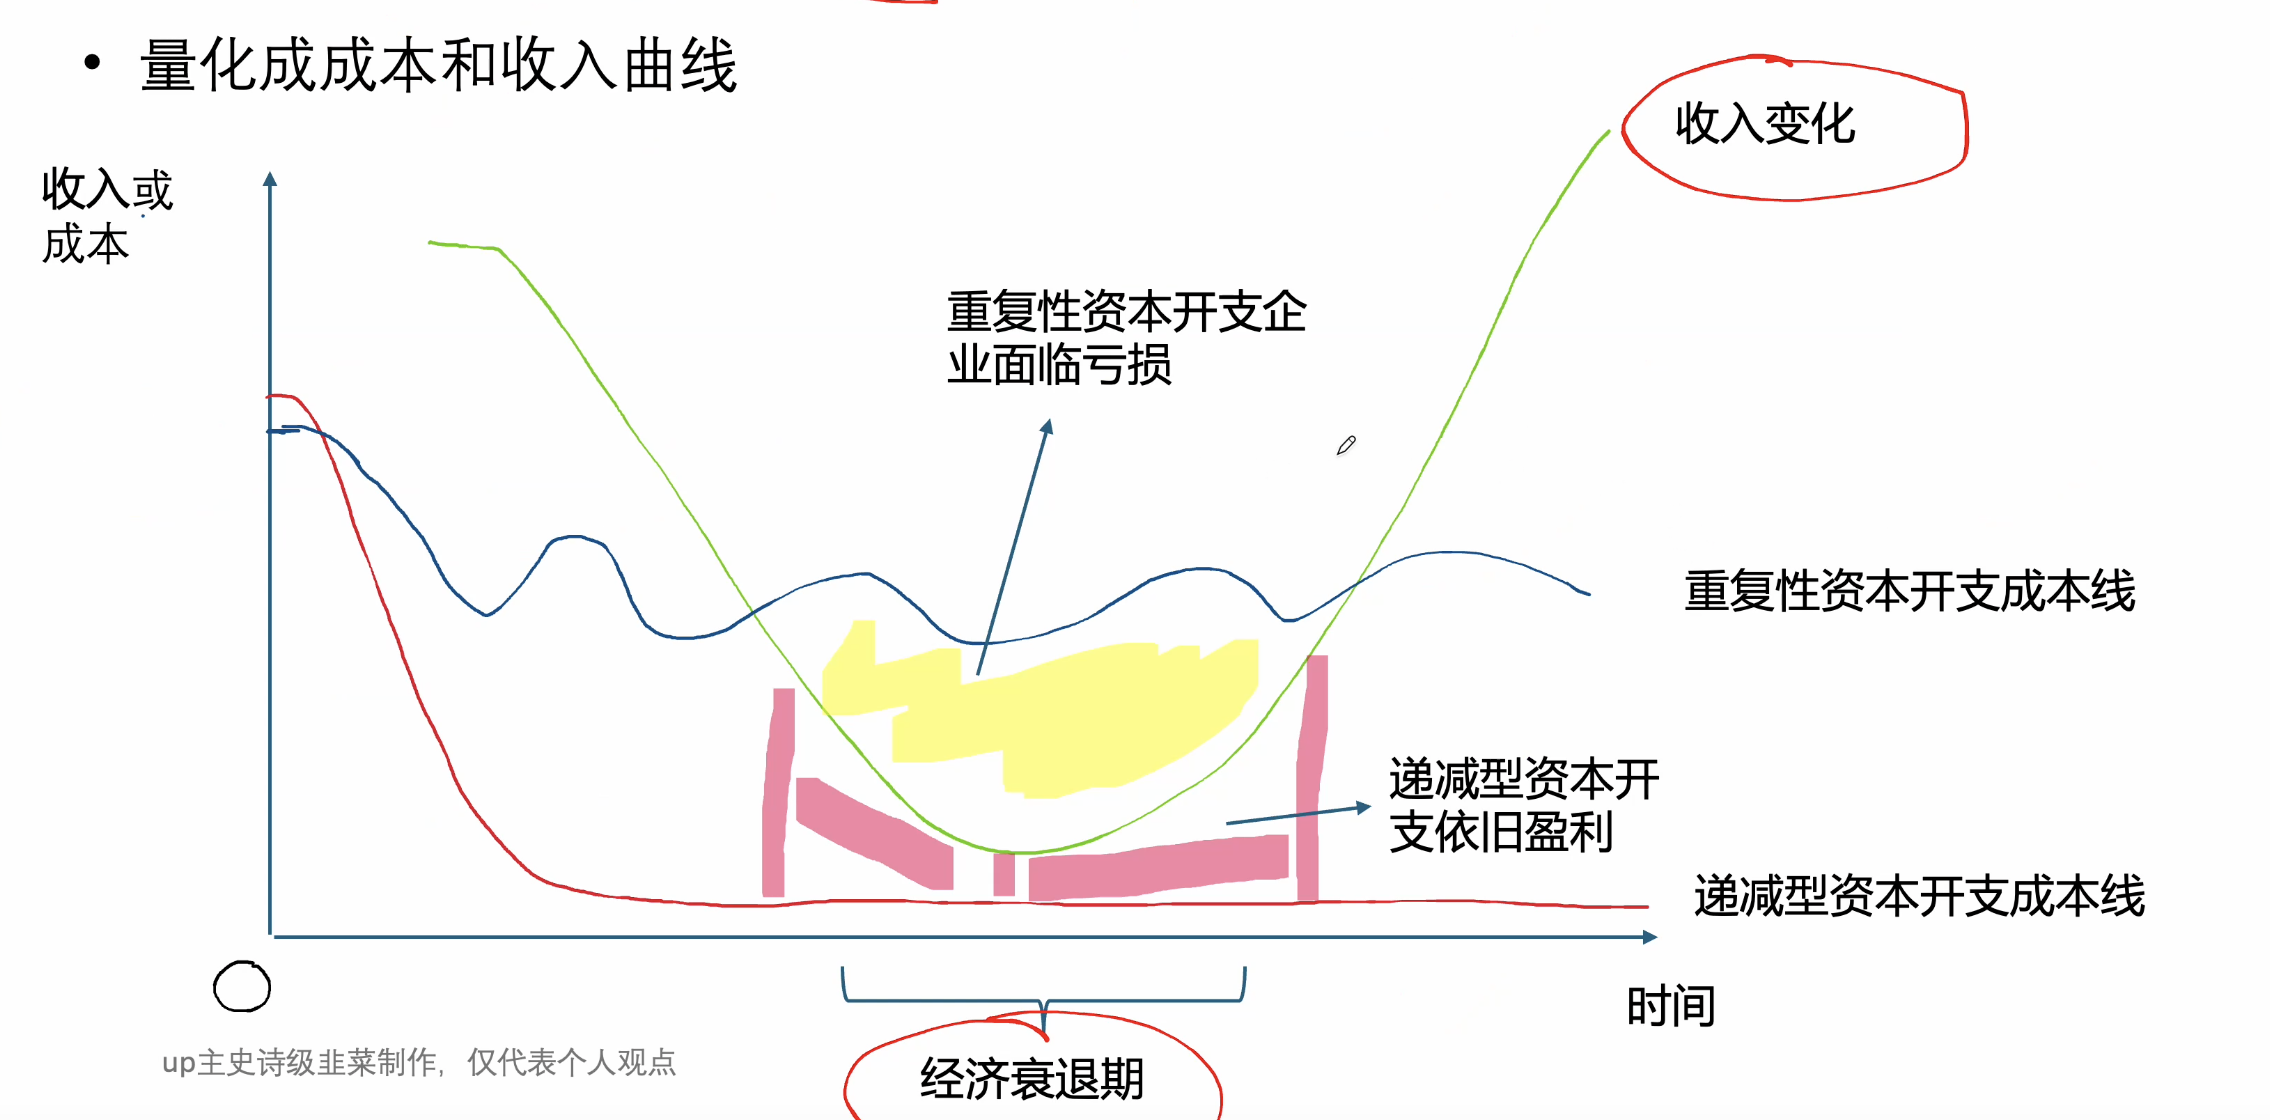 • 量化成成本和收入曲线
收入变化
收入或
成本
重复性资本开支企
业面临亏损
重复性资本开支成本线
递减型资本开
支依旧盈利
递减型资本开支成本线
时间
up主史诗级韭菜制作，仅代表个人观点
经济衰退期